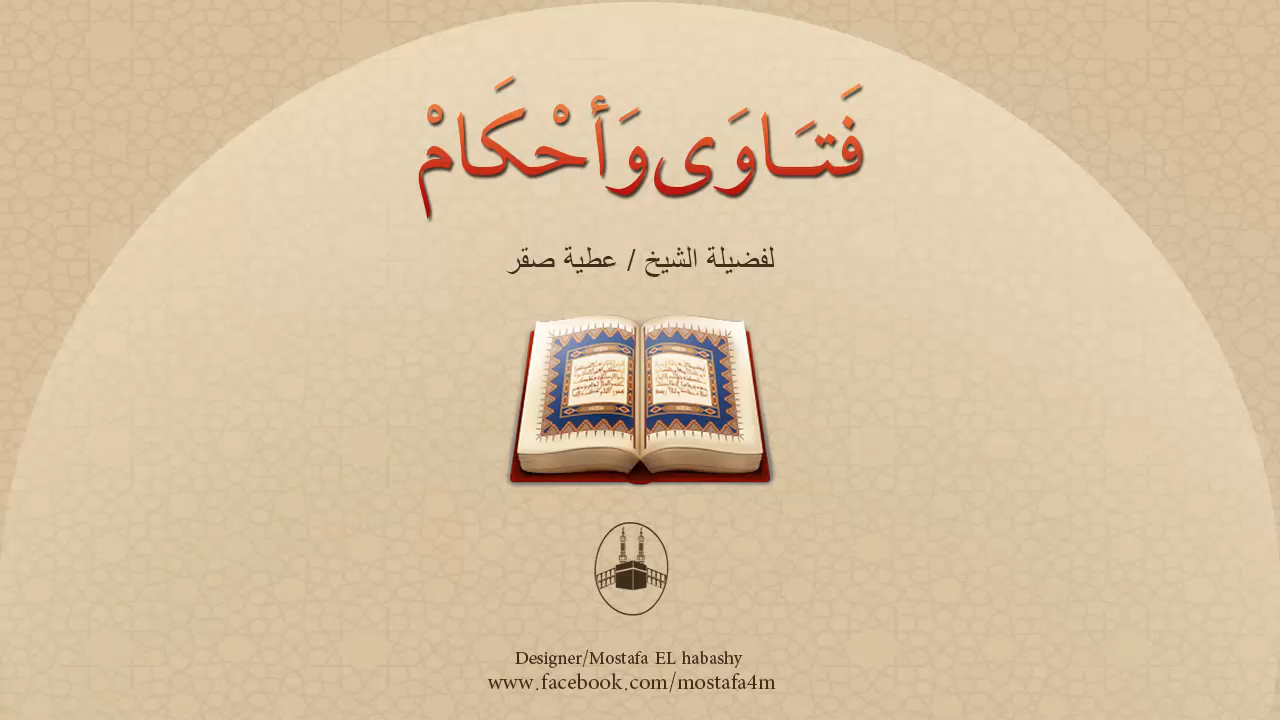 فَتَاوَى وَأَحْكَامْ
لفضيلة الشيخ / عطية صقر
Designer/Mostafa EL habashy
www.facebook.com/mostafa4m